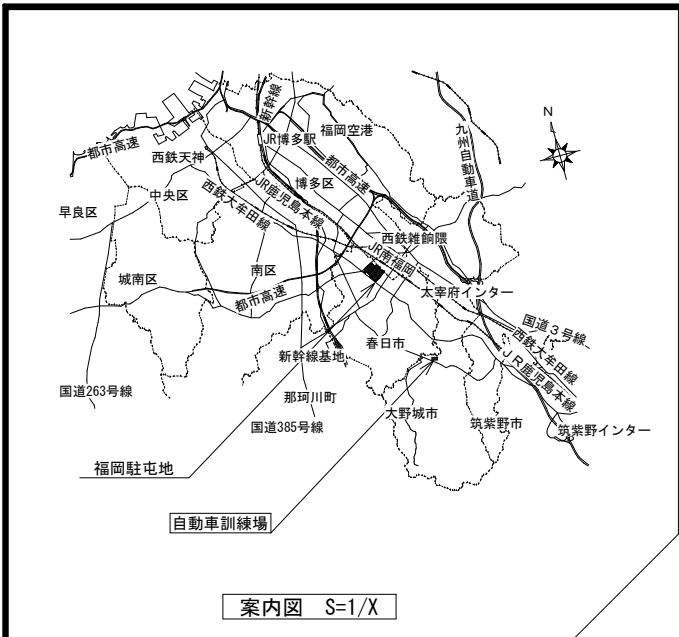 N
新幹線
福岡空港
九州自動車道
都市高速
JR博多駅
西鉄天神
都市高速
博多区
中央区
JR鹿児島本線
西鉄大牟田線
早良区
西鉄雑餉隈
JR南福岡
南区
城南区
太宰府インター
都市高速
国道3号線
西鉄大牟田線
春日市
新幹線基地
JR鹿児島本線
国道263号線
那珂川町
大野城市
筑紫野市
筑紫野インター
国道385号線
福岡駐屯地
自動車訓練場
案内図 S=1/X